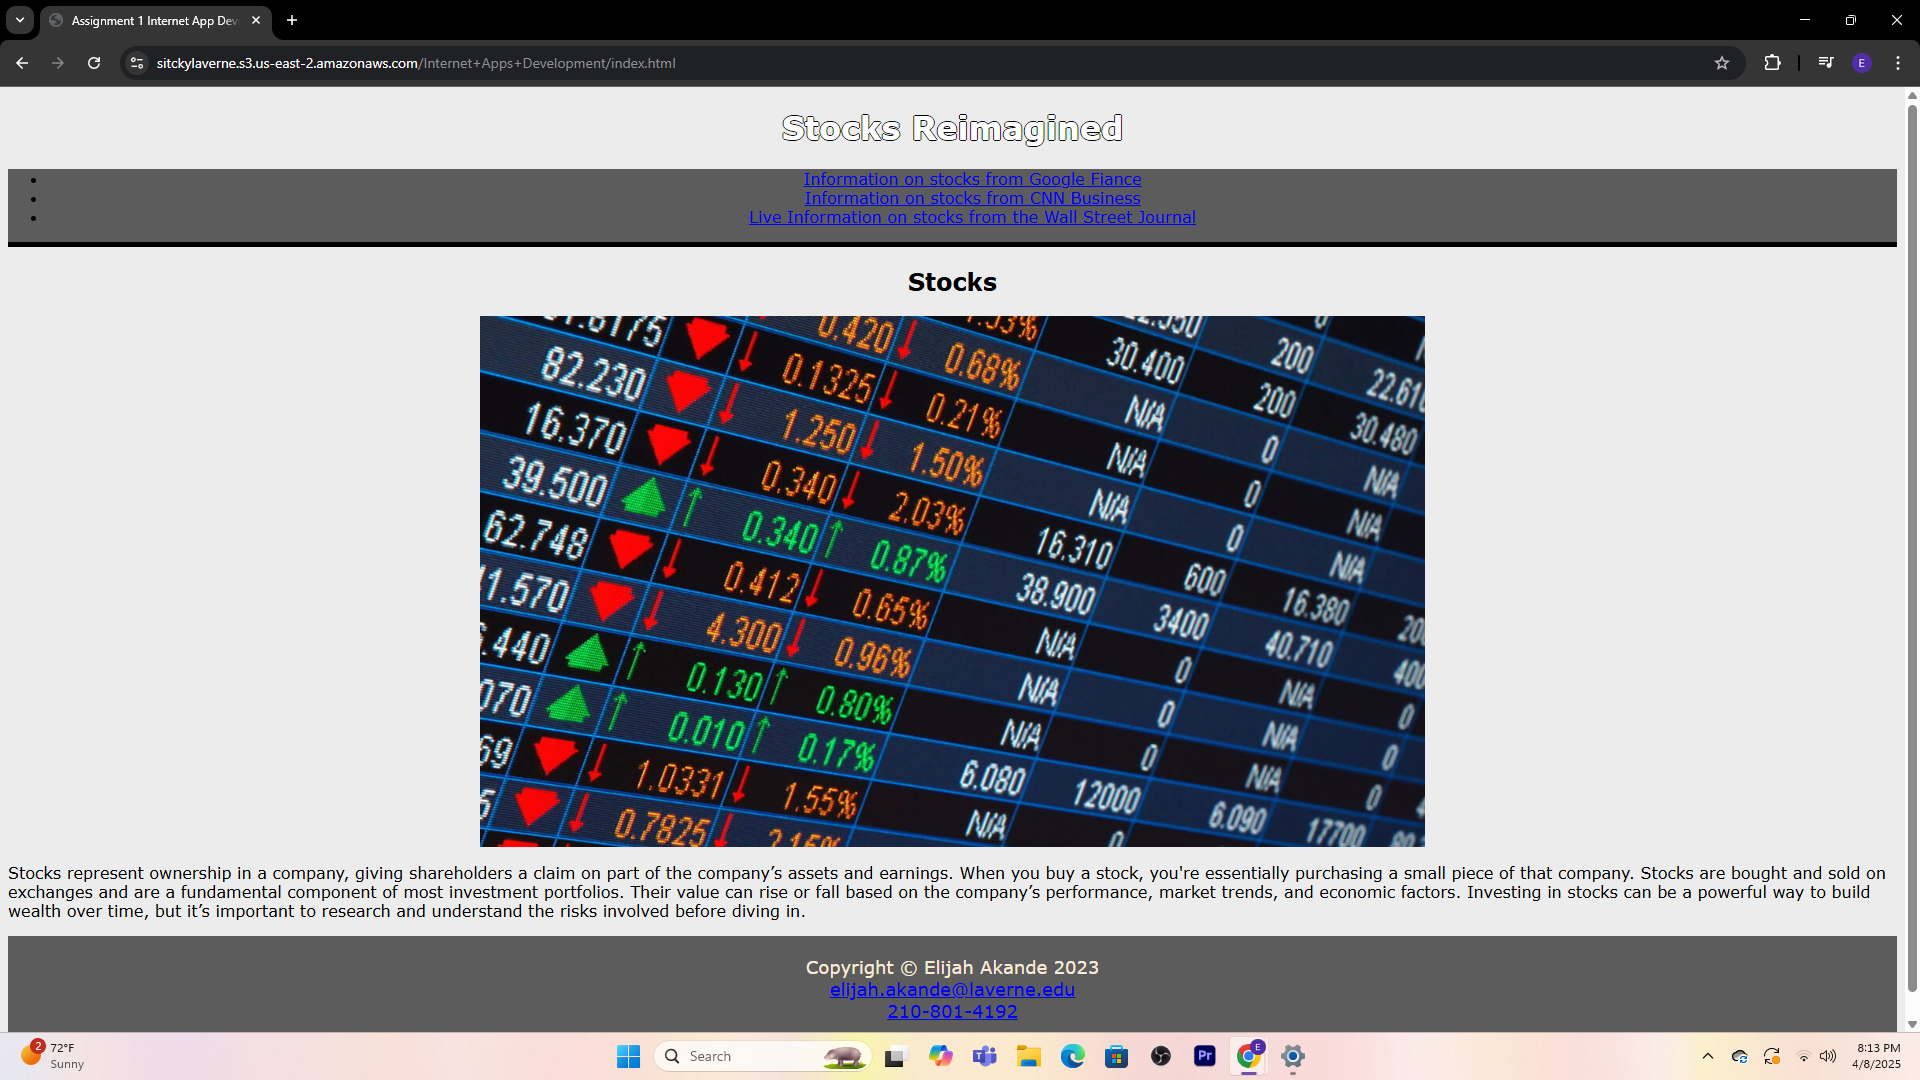 Assignment 1 Internet App Dev
sitckylaverne.s3.us-east-2.amazonaws.com/Internet+Apps+Development/index.html
E
Stocks Reimagined
Information on stocks from Google Fiance
Information on stocks from CNN Business
Live Information on stocks from the Wall Street Journal
Stocks
0.420 30.400 200 22.610
82.230 0.1325 0.68% N/A 200 30.480
16.370 1.250 0.21% N/A 0 N/A
39.500 0.340 1.50% N/A 0 N/A
62.748 0.340 2.03% 16.310 0 N/A
1.570 0.412 0.87% 38.900 600 16.380
.440 4.300 0.65% N/A 3400 40.710
070 0.130 0.96% N/A 0 N/A
69 0.010 0.80% N/A 0 N/A 0
1.0331 0.17% 6.080 0 N/A 0
0.7825 1.55% N/A 12000 6.090 17700
Stocks represent ownership in a company, giving shareholders a claim on part of the company’s assets and earnings. When you buy a stock, you're essentially purchasing a small piece of that company. Stocks are bought and sold on
exchanges and are a fundamental component of most investment portfolios. Their value can rise or fall based on the company’s performance, market trends, and economic factors. Investing in stocks can be a powerful way to build
wealth over time, but it’s important to research and understand the risks involved before diving in.
Copyright © Elijah Akande 2023
elijah.akande@laverne.edu
210-801-4192
2
72°F
Sunny
Search
Pr
E
8:13 PM
4/8/2025